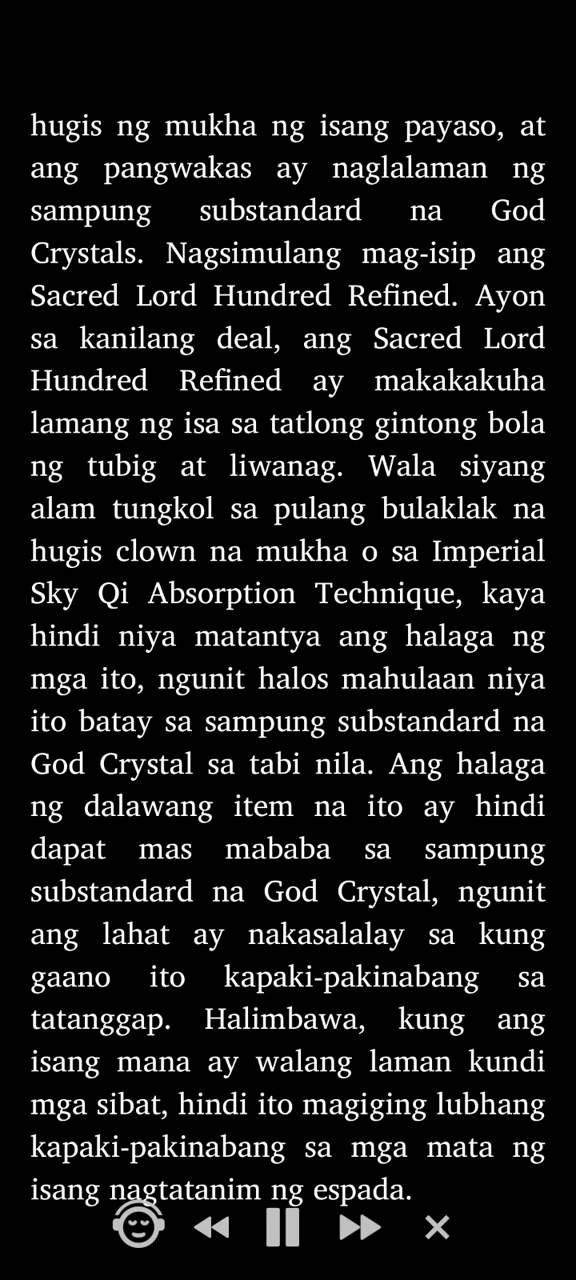 hugis ng mukha ng isang payaso, at
ang pangwakas ay naglalaman ng
sampung substandard na God
Crystals. Nagsimulang mag-isip ang
Sacred Lord Hundred Refined. Ayon
sa kanilang deal, ang Sacred Lord
Hundred Refined ay makakakuha
lamang ng isa sa tatlong gintong bola
ng tubig at liwanag. Wala siyang
alam tungkol sa pulang bulaklak na
hugis clown na mukha o sa Imperial
Sky Qi Absorption Technique, kaya
hindi niya matantya ang halaga ng
mga ito, ngunit halos mahulaan niya
ito batay sa sampung substandard na
God Crystal sa tabi nila. Ang halaga
ng dalawang item na ito ay hindi
dapat mas mababa sa sampung
substandard na God Crystal, ngunit
ang lahat ay nakasalalay sa kung
gaano ito kapaki-pakinabang sa
tatanggap. Halimbawa, kung ang
isang mana ay walang laman kundi
mga sibat, hindi ito magiging lubhang
kapaki-pakinabang sa mga mata ng
isang nagtatanim ng espada.